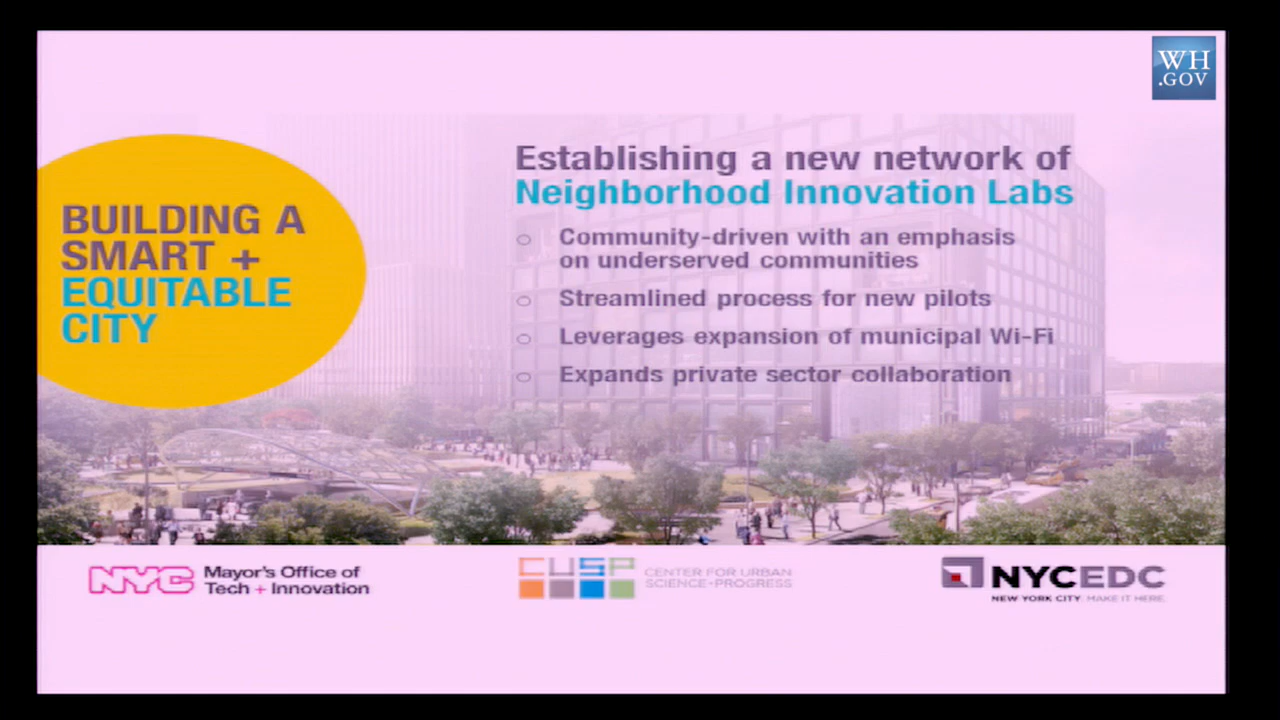 WH
.GOV
BUILDING A
SMART +
EQUITABLE
CITY
Establishing a new network of
Neighborhood Innovation Labs
Community-driven with an emphasis
on underserved communities
Streamlined process for new pilots
Leverages expansion of municipal Wi-Fi
Expands private sector collaboration
NYC
Mayor's Office of
Tech + Innovation
CUSP
CENTER FOR URBAN
SCIENCE+PROGRESS
NYCEDC
NEW YORK CITY. MAKE IT HERE.